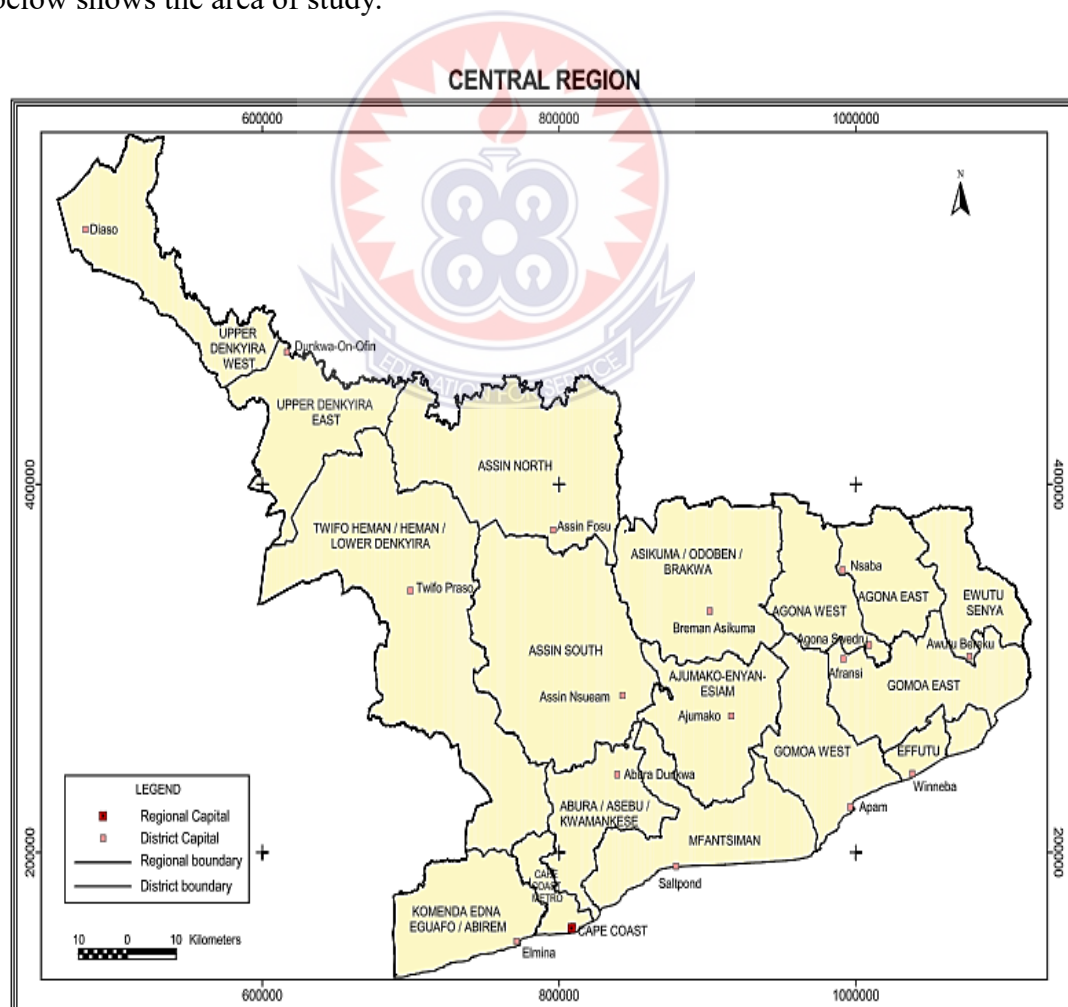 below shows the area of study.
CENTRAL REGION
600000
800000
1000000
N
Diaso
UPPER
DENKYIRA
WEST
Dunkwa-On-Ofin
EDUCATION FOR SERVICE
UPPER DENKYIRA
EAST
ASSIN NORTH
400000
400000
Assin Fosu
TWIFO HEMAN / HEMAN /
LOWER DENKYIRA
ASIKUMA / ODOBEN /
BRAKWA
Nsaba
Twifo Praso
AGONA EAST
EWUTU
SENYA
AGONA WEST
Breman Asikuma
Agona Swedru
Awutu Beraku
ASSIN SOUTH
Afransi
AJUMAKO-ENYAN-
ESIAM
GOMOA EAST
Assin Nsueam
Ajumako
GOMOA WEST
EFFUTU
Abura Dunkwa
Winneba
ABURA / ASEBU /
KWAMANKESE
Apam
MFANTSIMAN
LEGEND
Regional Capital
District Capital
Regional boundary
District boundary
200000
200000
Saltpond
CAPE
COAST
METRO
KOMENDA EDNA
EGUAFO / ABIREM
CAPE COAST
Elmina
10 0 10 Kilometers
600000
800000
1000000